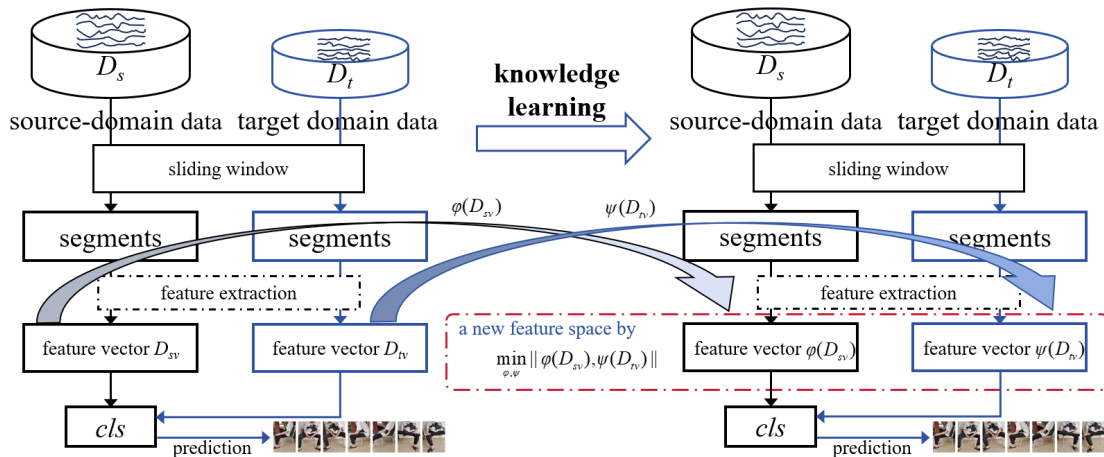 D_s
D_t
source-domain data
target domain data
sliding window
segments
segments
feature extraction
feature vector D_sv
feature vector D_tv
cls
prediction
knowledge
learning
φ(D_sv)
ψ(D_tv)
a new feature space by
min_φ,ψ || φ(D_sv), ψ(D_tv) ||
D_s
D_t
source-domain data
target domain data
sliding window
segments
segments
feature extraction
feature vector φ(D_sv)
feature vector ψ(D_tv)
cls
prediction